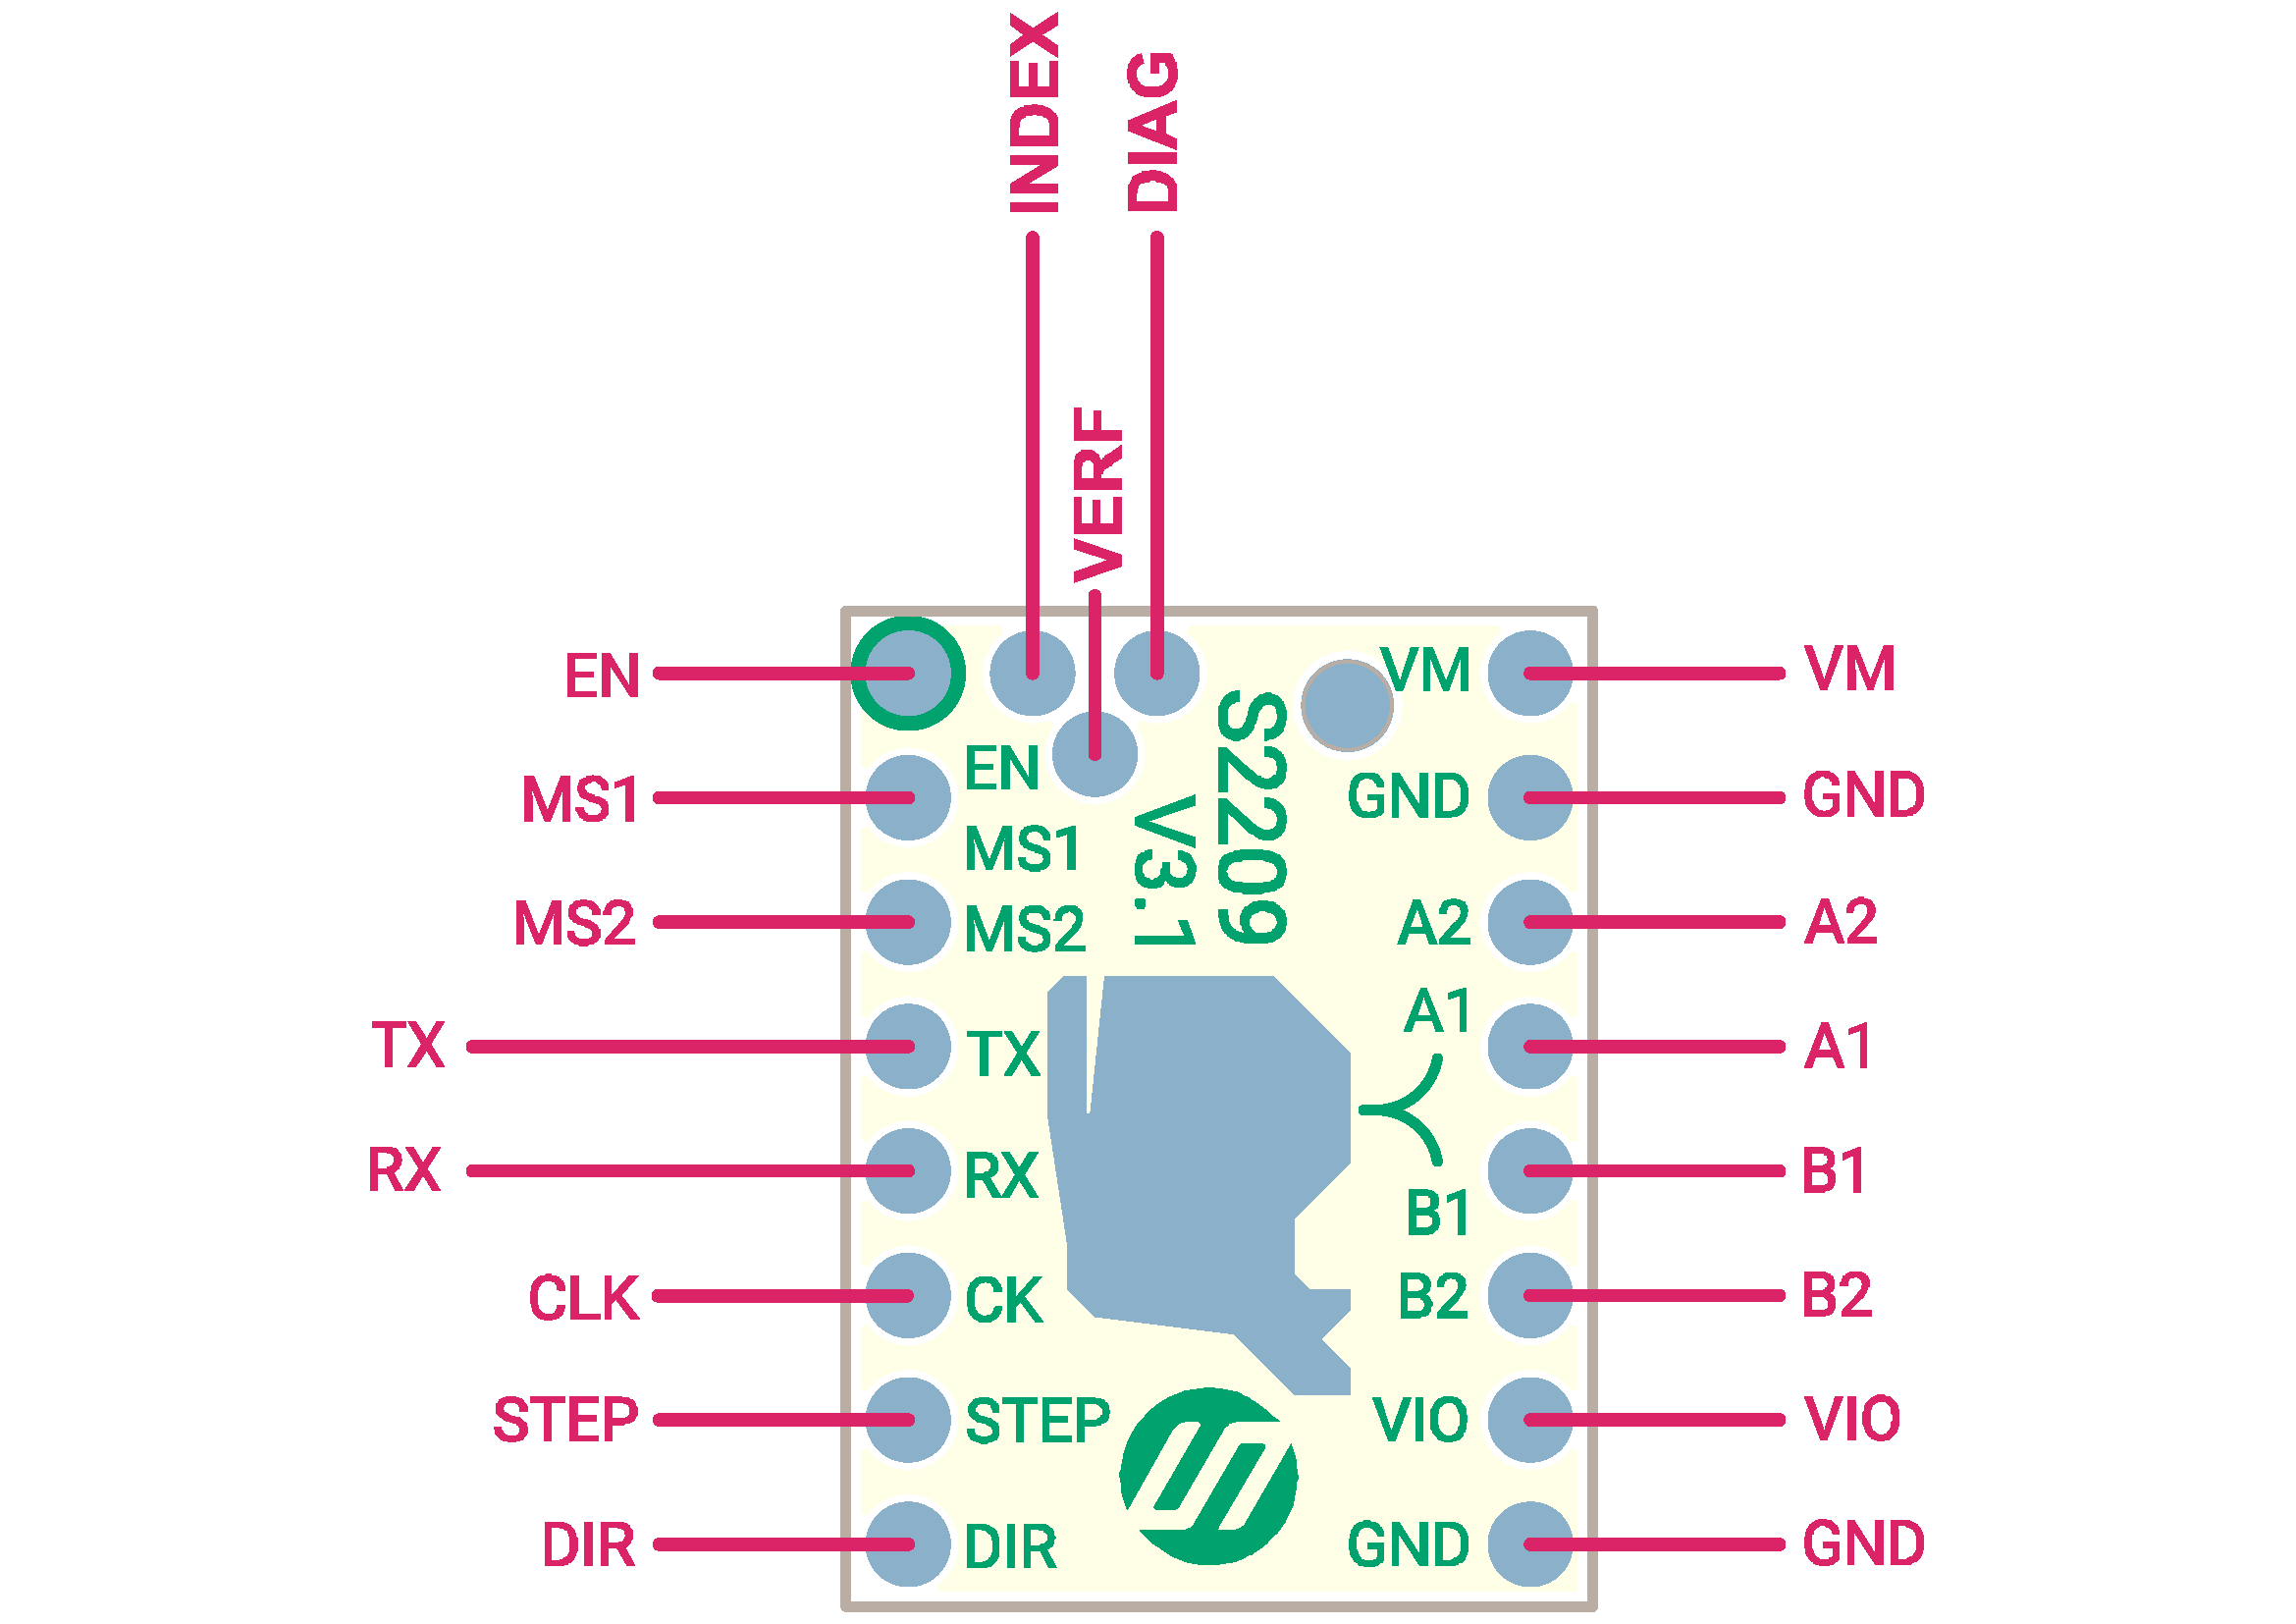 INDEX
DIAG
VERF
EN
VM
VM
S2209
V3.1
EN
MS1
GND
GND
MS1
MS2
MS2
A2
A2
A1
TX
TX
A1
RX
RX
B1
B1
CLK
CK
B2
B2
STEP
STEP
VIO
VIO
DIR
DIR
GND
GND